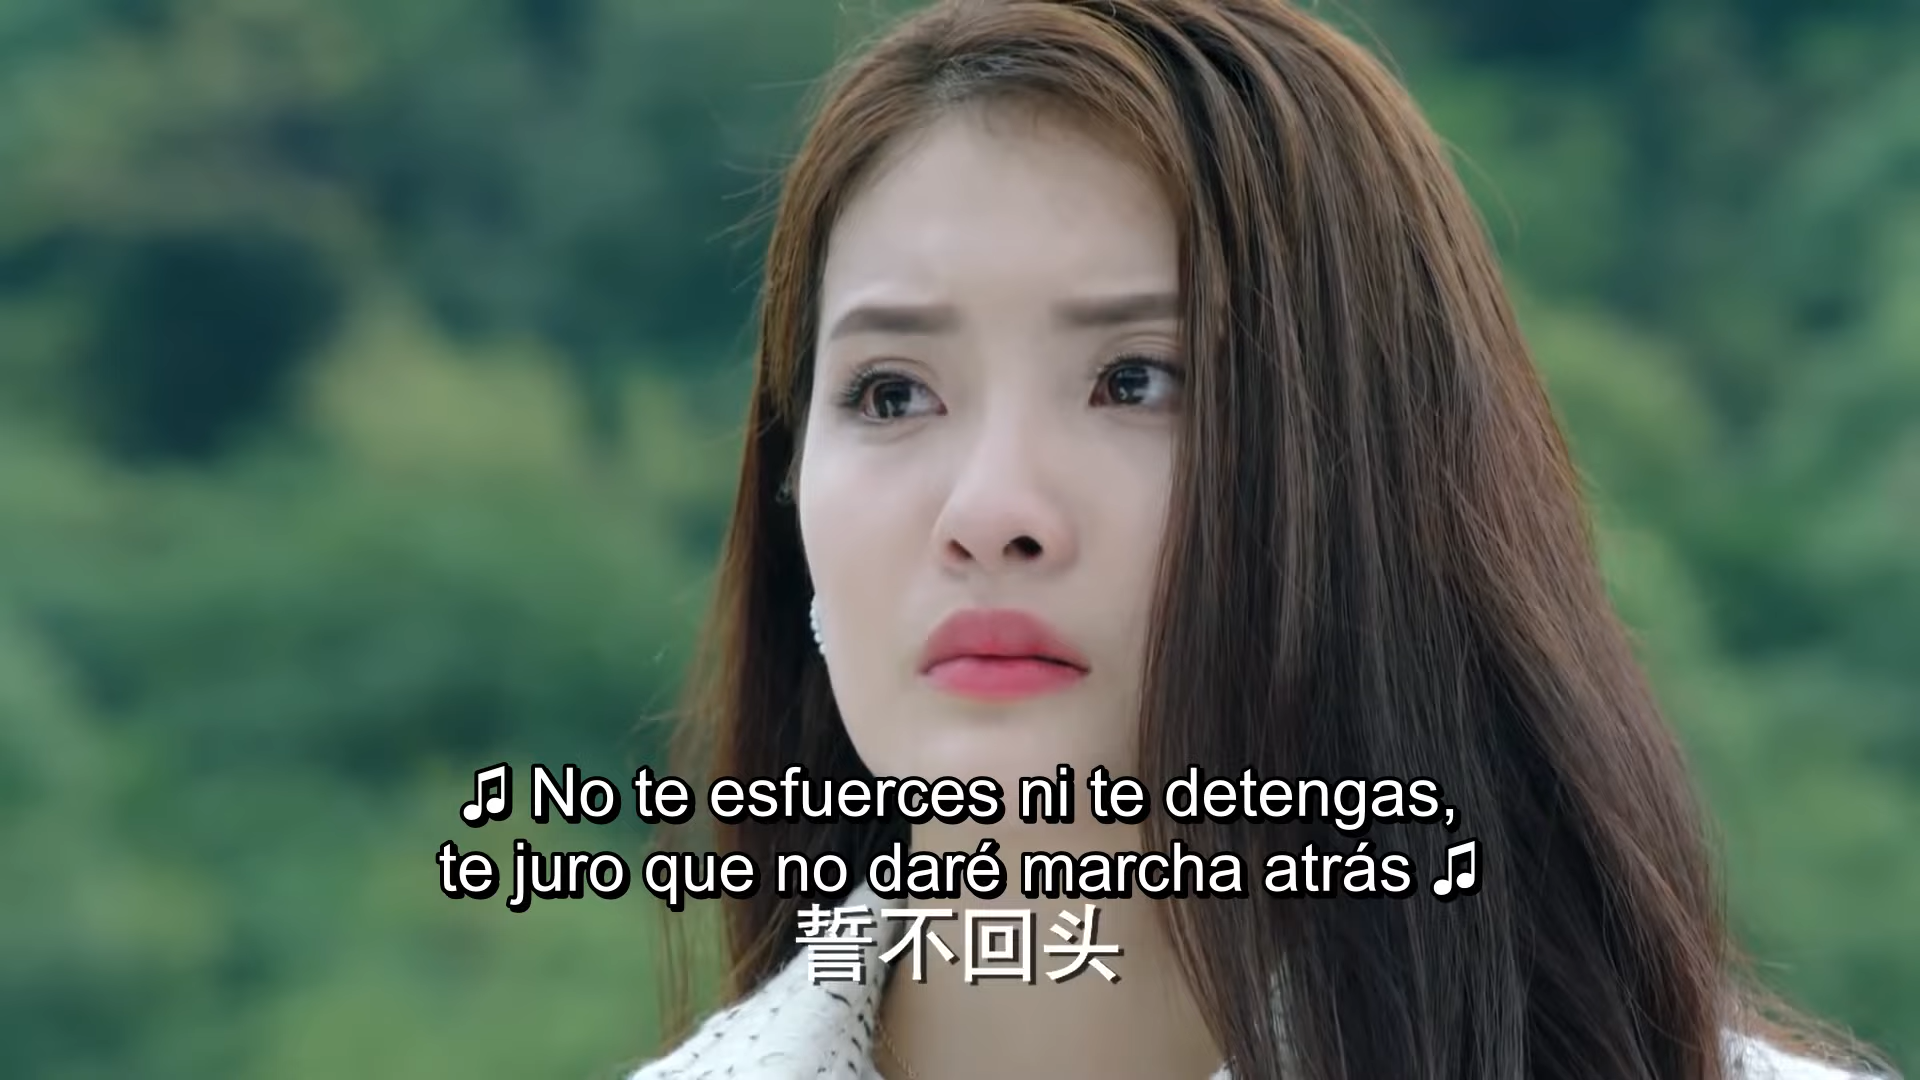 ♫ No te esfuerces ni te detengas,
te juro que no daré marcha atrás ♫
誓不回头